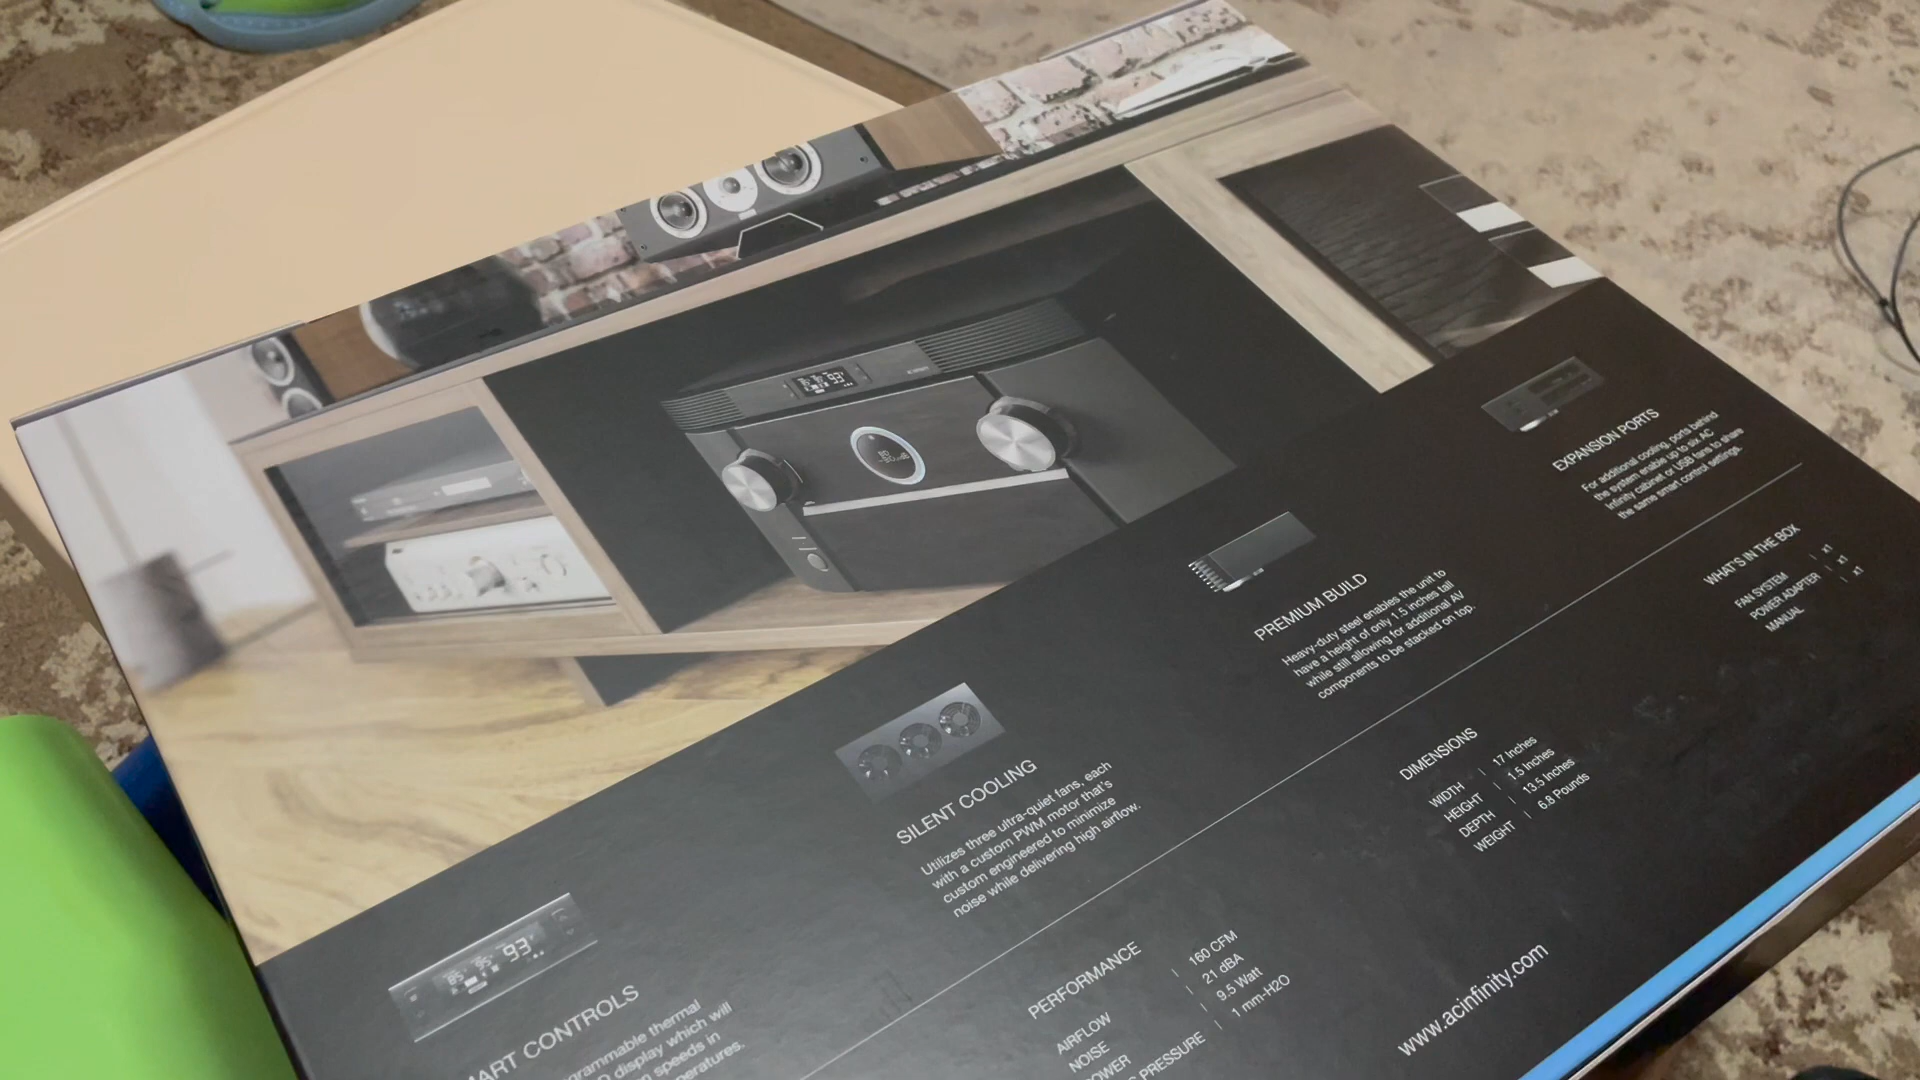 93
SMART CONTROLS
grammable thermal
display which will
speeds in
SILENT COOLING
Utilizes three ultra-quiet fans, each
with a custom PWM motor that's
custom engineered to minimize
noise while delivering high airflow.
PREMIUM BUILD
Heavy-duty steel enables the unit to
have a height of only 1.5 inches tall
while still allowing for additional AV
components to be stacked on top.
EXPANSION PORTS
For additional cooling, ports behind
the system enable up to six AC
Infinity cabinet or USB fans to share
the same smart control settings.
PERFORMANCE
AIRFLOW | 160 CFM
NOISE | 21 dBA
POWER | 9.5 Watt
PRESSURE | 1 mm-H2O
DIMENSIONS
WIDTH | 17 Inches
HEIGHT | 1.5 Inches
DEPTH | 13.5 Inches
WEIGHT | 6.8 Pounds
WHAT'S IN THE BOX
FAN SYSTEM | x1
POWER ADAPTER | x1
MANUAL | x1
www.acinfinity.com